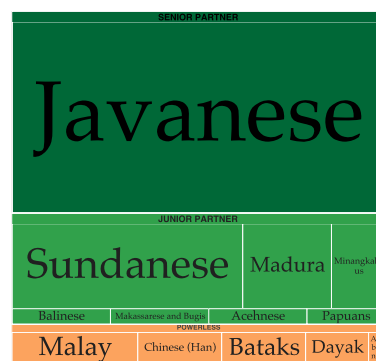 SENIOR PARTNER
Javanese
JUNIOR PARTNER
Sundanese
Madura
Minangkaba
us
Balinese
Makassarese and Bugis
Acehnese
Papuans
POWERLESS
Malay
Chinese (Han)
Bataks
Dayak